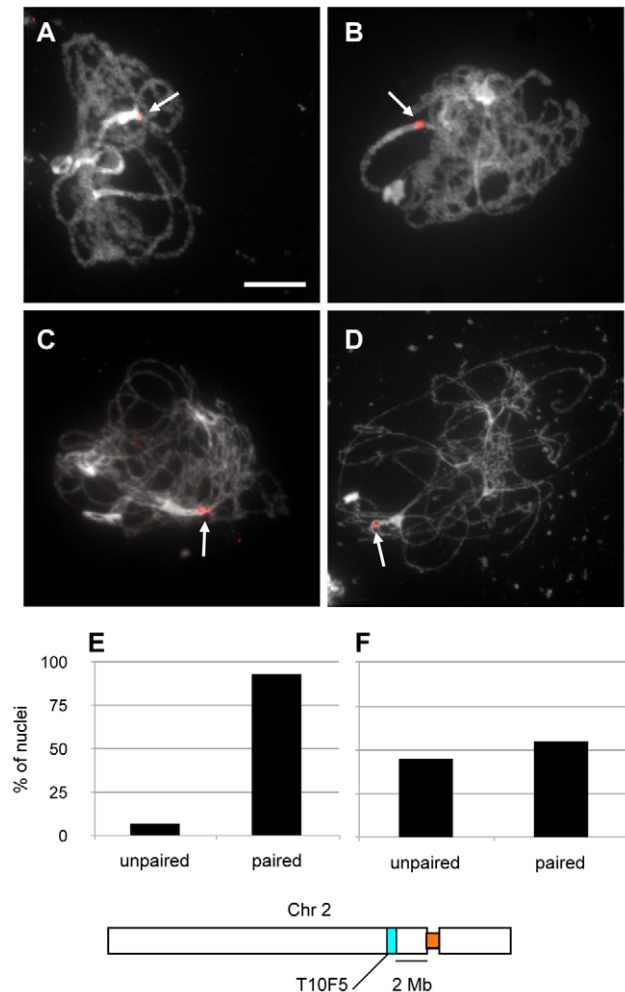 A
B
C
D
E
F
% of nuclei
100
75
50
25
0
unpaired
paired
unpaired
paired
Chr 2
T10F5
2 Mb